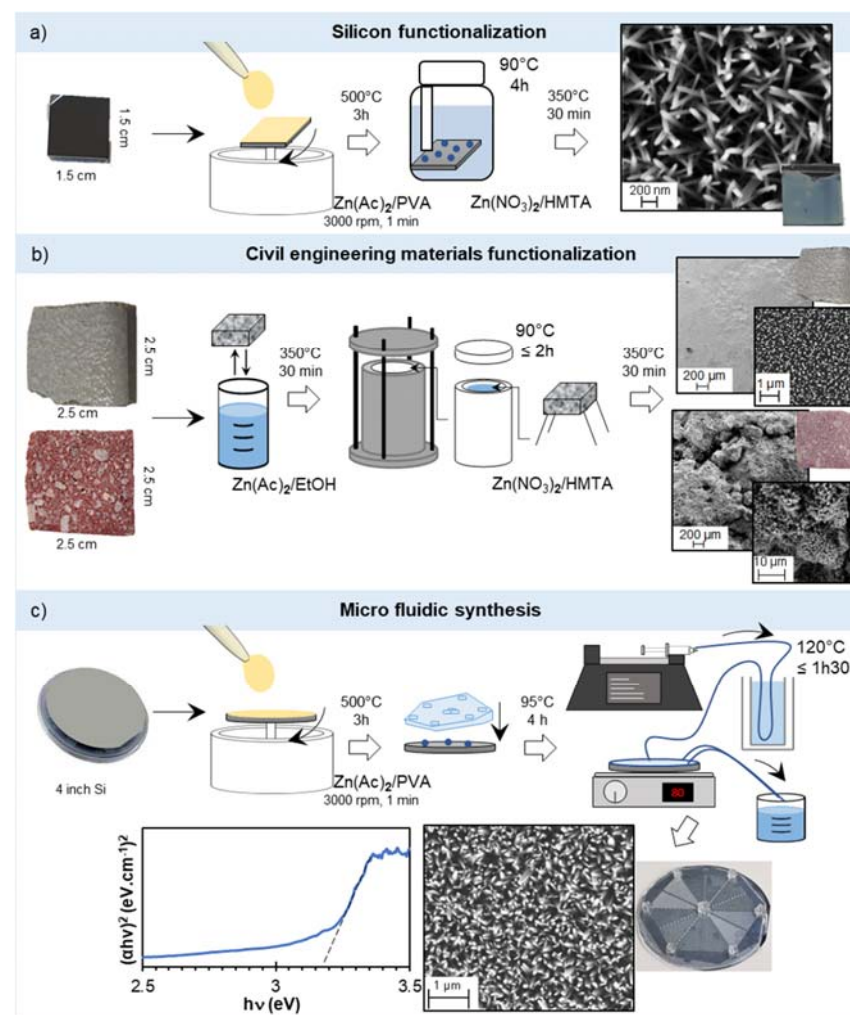 a)
Silicon functionalization
1.5 cm
1.5 cm
500°C
3h
Zn(Ac)₂/PVA
3000 rpm, 1 min
90°C
4h
Zn(NO₃)₂/HMTA
350°C
30 min
200 nm
b)
Civil engineering materials functionalization
2.5 cm
2.5 cm
2.5 cm
2.5 cm
350°C
30 min
Zn(Ac)₂/EtOH
90°C
≤ 2h
Zn(NO₃)₂/HMTA
350°C
30 min
200 µm
1 µm
200 µm
10 µm
c)
Micro fluidic synthesis
4 inch Si
500°C
3h
Zn(Ac)₂/PVA
3000 rpm, 1 min
95°C
4 h
120°C
≤ 1h30
80
(αhν)² (eV.cm⁻¹)²
2.5
3
3.5
hν (eV)
1 µm